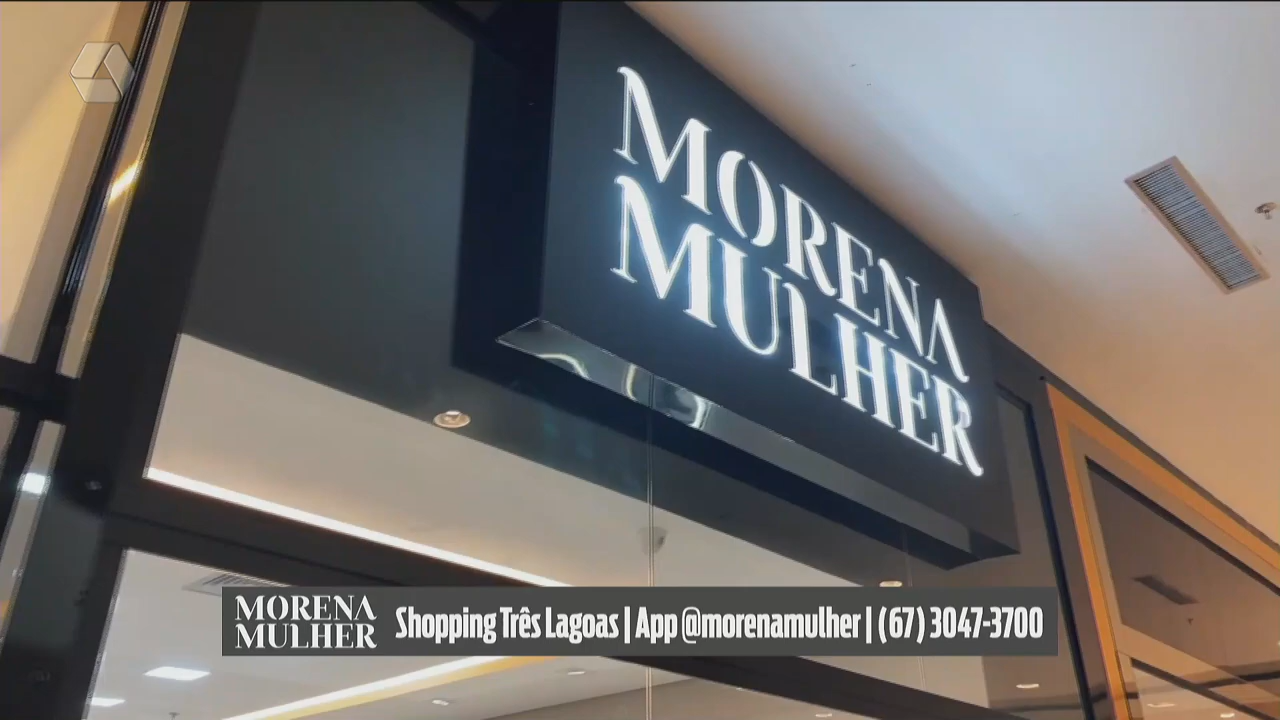 MORENA
MULHER
MORENA
MULHER
Shopping Três Lagoas | App @morenamulher | (67) 3047-3700